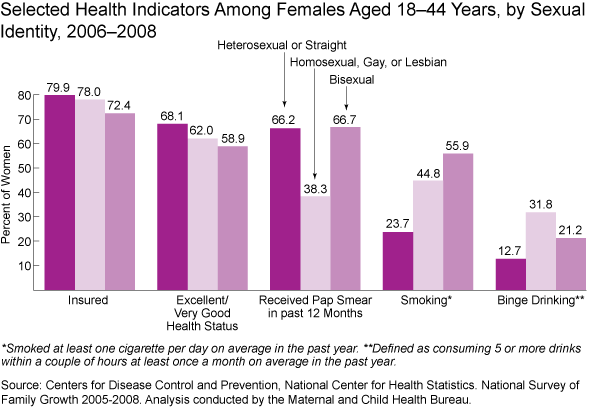 Selected Health Indicators Among Females Aged 18–44 Years, by Sexual
Identity, 2006–2008
Heterosexual or Straight
Homosexual, Gay, or Lesbian
Bisexual
Percent of Women
80
70
60
50
40
30
20
10
79.9 78.0 72.4
68.1 62.0 58.9
66.2 38.3 66.7
23.7 44.8 55.9
12.7 31.8 21.2
Insured
Excellent/
Very Good
Health Status
Received Pap Smear
in past 12 Months
Smoking*
Binge Drinking**
*Smoked at least one cigarette per day on average in the past year. **Defined as consuming 5 or more drinks
within a couple of hours at least once a month on average in the past year.
Source: Centers for Disease Control and Prevention, National Center for Health Statistics. National Survey of
Family Growth 2005-2008. Analysis conducted by the Maternal and Child Health Bureau.